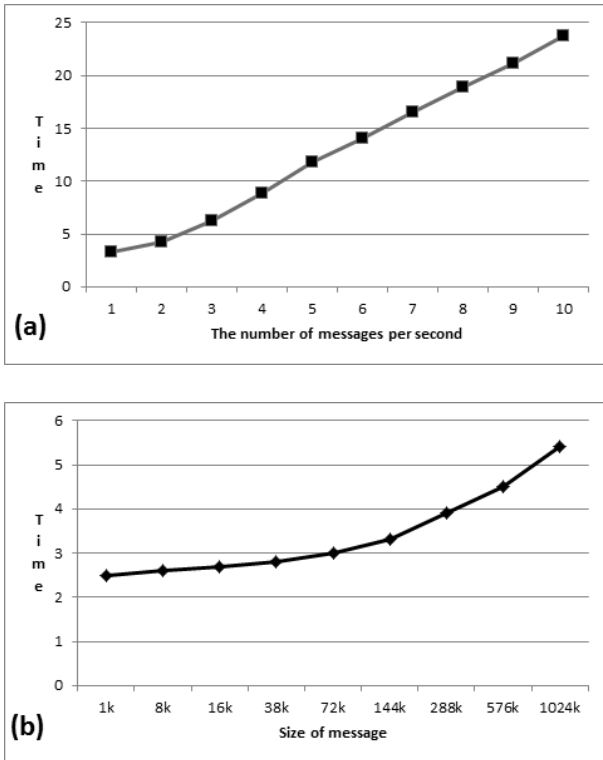 25
20
15
10
5
0
Time
1 2 3 4 5 6 7 8 9 10
The number of messages per second
(a)
6
5
4
3
2
1
0
Time
1k 8k 16k 38k 72k 144k 288k 576k 1024k
Size of message
(b)